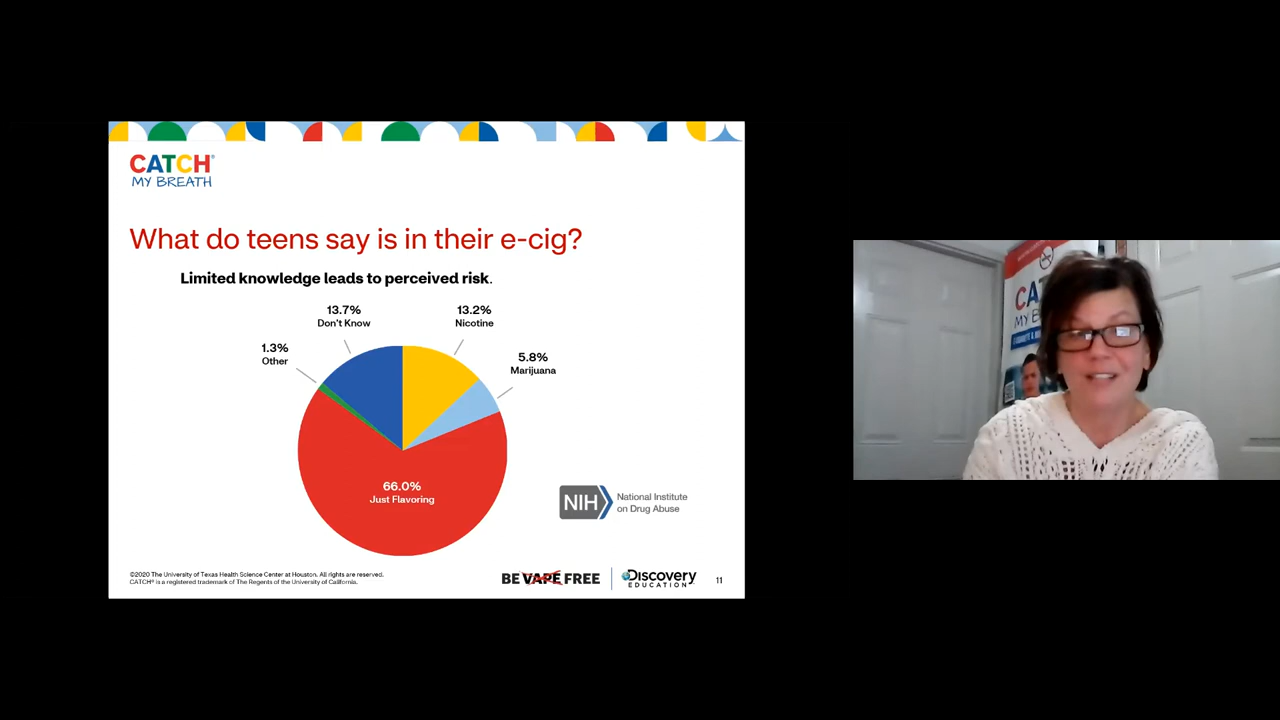 CATCH®
MY BREATH
What do teens say is in their e-cig?
Limited knowledge leads to perceived risk.
13.7%
Don't Know
13.2%
Nicotine
1.3%
Other
5.8%
Marijuana
66.0%
Just Flavoring
NIH
National Institute
on Drug Abuse
©2020 The University of Texas Health Science Center at Houston. All rights are reserved.
CATCH® is a registered trademark of The Regents of the University of California.
BE VAPE FREE
Discovery
EDUCATION
11
CA
MY B